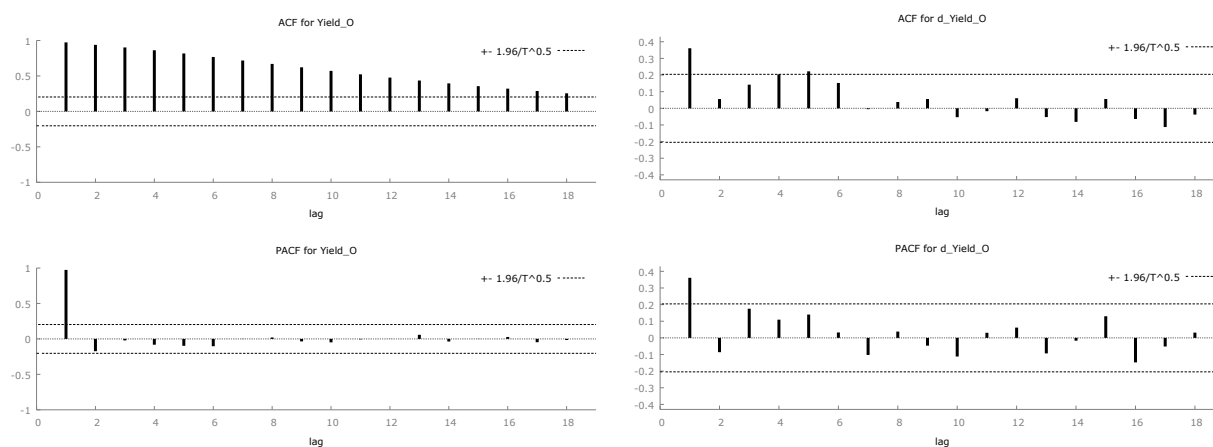 ACF for Yield_O
+- 1.96/T^0.5
1
0.5
0
0.5
-1
0 2 4 6 8 10 12 14 16 18
lag
PACF for Yield_O
+- 1.96/T^0.5
1
0.5
0
-0.5
-1
0 2 4 6 8 10 12 14 16 18
lag
ACF for d_Yield_O
+- 1.96/T^0.5
0.4
0.3
0.2
0.1
0
-0.1
-0.2
-0.3
-0.4
0 2 4 6 8 10 12 14 16 18
lag
PACF for d_Yield_O
+- 1.96/T^0.5
0.4
0.3
0.2
0.1
0
-0.1
-0.2
-0.3
-0.4
0 2 4 6 8 10 12 14 16 18
lag